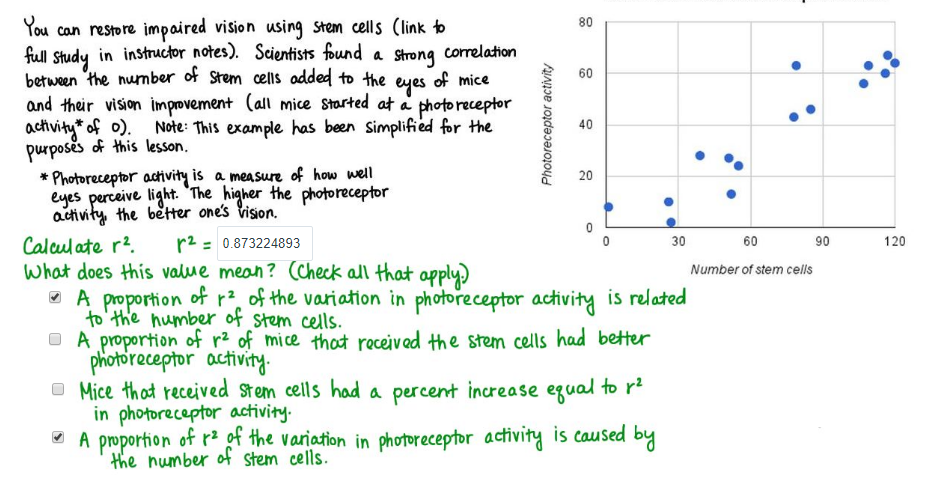 You can restore impaired vision using stem cells (link to
full study in instructor notes). Scientists found a strong correlation
between the number of stem cells added to the eyes of mice
and their vision improvement (all mice started at a photoreceptor
activity* of 0). Note: This example has been simplified for the
purposes of this lesson.
* Photoreceptor activity is a measure of how well
eyes perceive light. The higher the photoreceptor
activity, the better one's vision.
Calculate r². r² = 0.873224893
What does this value mean? (Check all that apply.)
A proportion of r² of the variation in photoreceptor activity is related
to the number of stem cells.
A proportion of r² of mice that received the stem cells had better
photoreceptor activity.
Mice that received stem cells had a percent increase equal to r²
in photoreceptor activity.
A proportion of r² of the variation in photoreceptor activity is caused by
the number of stem cells.
80
60
40
20
0
Photoreceptor activity
0 30 60 90 120
Number of stem cells